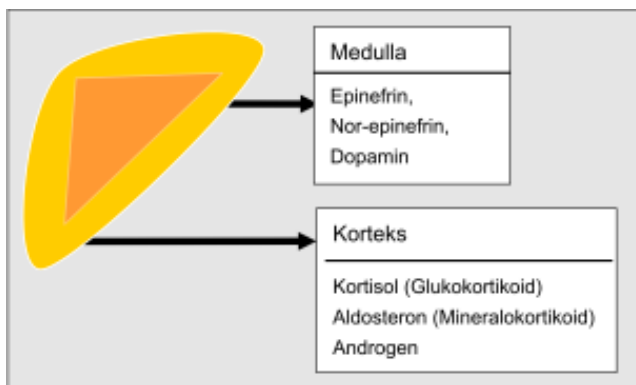 Medulla
Epinefrin,
Nor-epinefrin,
Dopamin
Korteks
Kortisol (Glukokortikoid)
Aldosteron (Mineralokortikoid)
Androgen